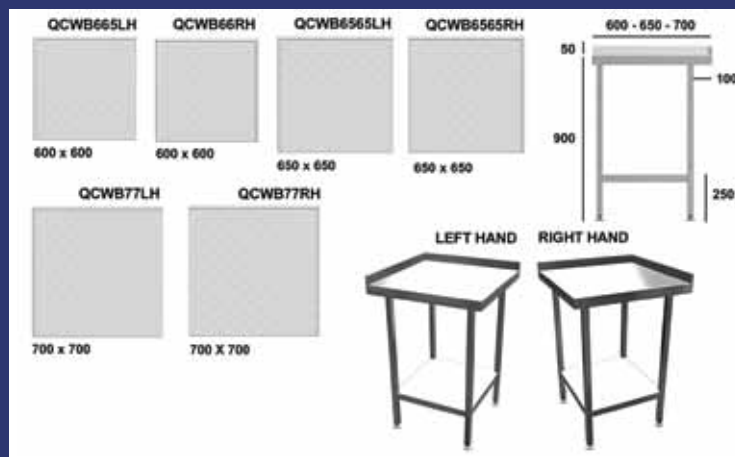 QCWB665LH
QCWB66RH
QCWB6565LH
QCWB6565RH
600 - 650 - 700
50
100
900
250
600 x 600
600 x 600
650 x 650
650 x 650
QCWB77LH
QCWB77RH
LEFT HAND
RIGHT HAND
700 x 700
700 X 700